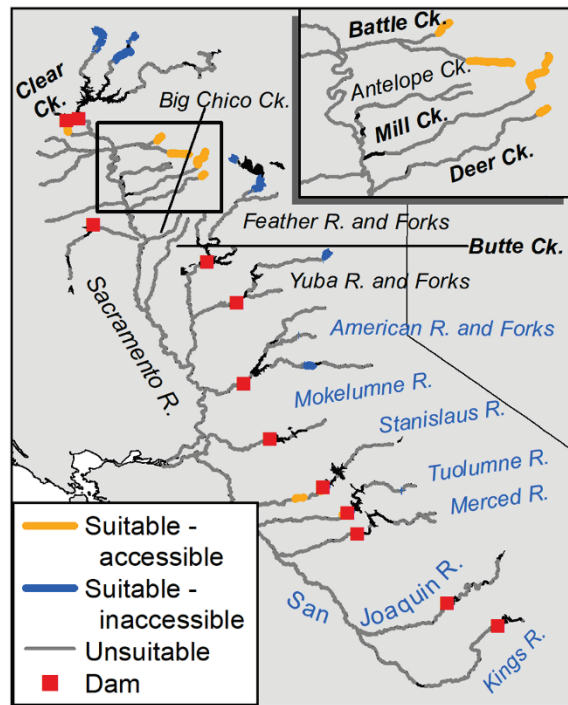 Battle Ck.
Clear
Ck.
Big Chico Ck.
Antelope Ck.
Mill Ck.
Deer Ck.
Feather R. and Forks
Butte Ck.
Yuba R. and Forks
Sacramento R.
American R. and Forks
Mokelumne R.
Stanislaus R.
Tuolumne R.
Merced R.
San Joaquin R.
Kings R.
Suitable -
accessible
Suitable -
inaccessible
Unsuitable
Dam